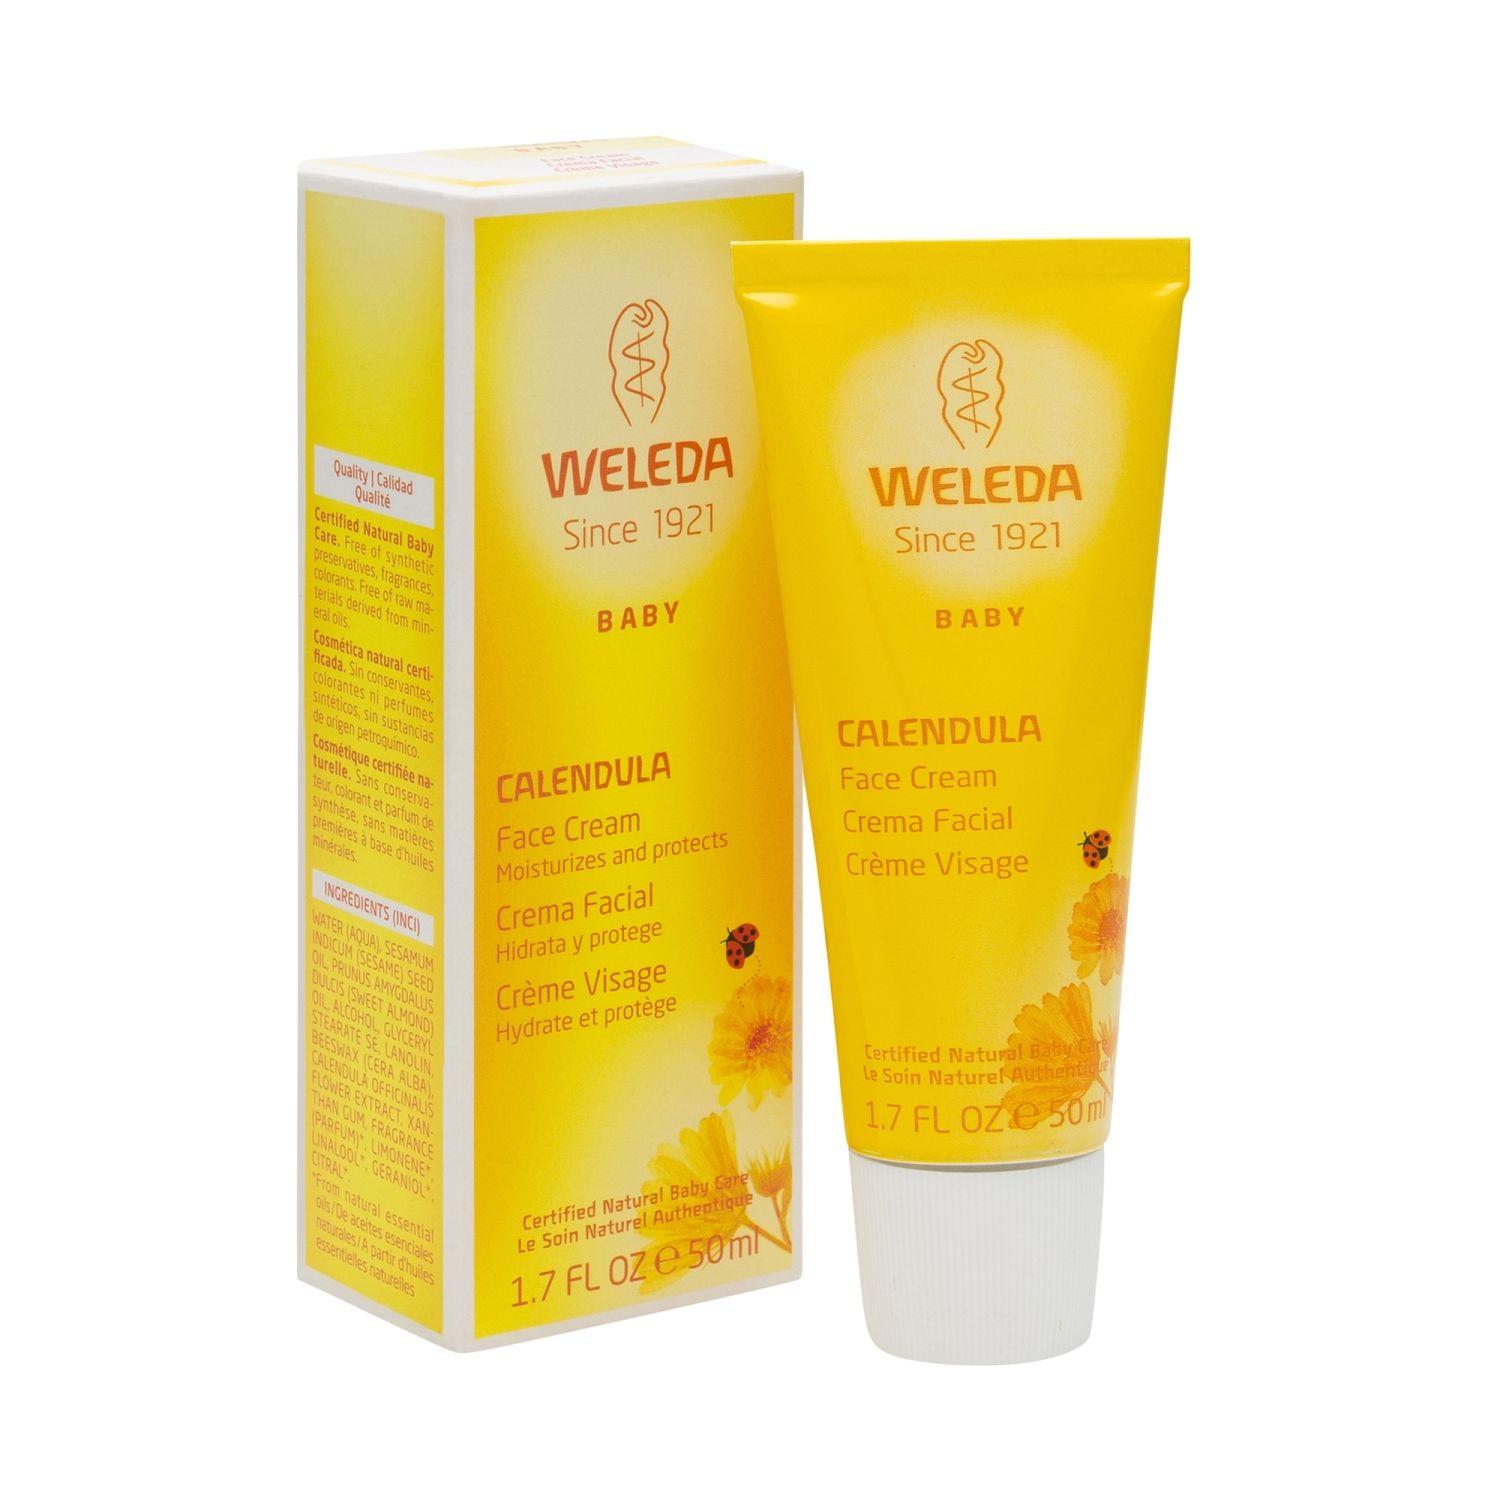 BABY
Face Cream
Crema Facial
Crème Visage
Quality | Calidad
Qualité
Certified Natural Baby
Care. Free of synthetic
preservatives, fragrances,
colorants. Free of raw ma-
terials derived from min-
eral oils.
Cosmética natural certi-
ficada. Sin conservantes,
colorantes ni perfumes
sintéticos, sin sustancias
de origen petroquímico.
Cosmétique certifiée na-
turelle. Sans conserva-
teur, colorant et parfum de
synthèse, sans matières
premières à base d'huiles
minérales.
INGREDIENTS (INCI)
WATER (AQUA), SESAMUM
INDICUM (SESAME) SEED
OIL, PRUNUS AMYGDALUS
DULCIS (SWEET ALMOND)
OIL, ALCOHOL, GLYCERYL
STEARATE SE, LANOLIN,
BEESWAX (CERA ALBA),
CALENDULA OFFICINALIS
FLOWER EXTRACT, XAN-
THAN GUM, FRAGRANCE
(PARFUM)*, LIMONENE*,
LINALOOL*, GERANIOL*,
CITRAL*.
*From natural essential
oils/De aceites esenciales
naturales/A partir d'huiles
essentielles naturelles
WELEDA
Since 1921
BABY
CALENDULA
Face Cream
Moisturizes and protects
Crema Facial
Hidrata y protege
Crème Visage
Hydrate et protège
Certified Natural Baby Care
Le Soin Naturel Authentique
1.7 FL OZ ℮ 50 ml
WELEDA
Since 1921
BABY
CALENDULA
Face Cream
Crema Facial
Crème Visage
Certified Natural Baby Care
Le Soin Naturel Authentique
1.7 FL OZ ℮ 50 ml